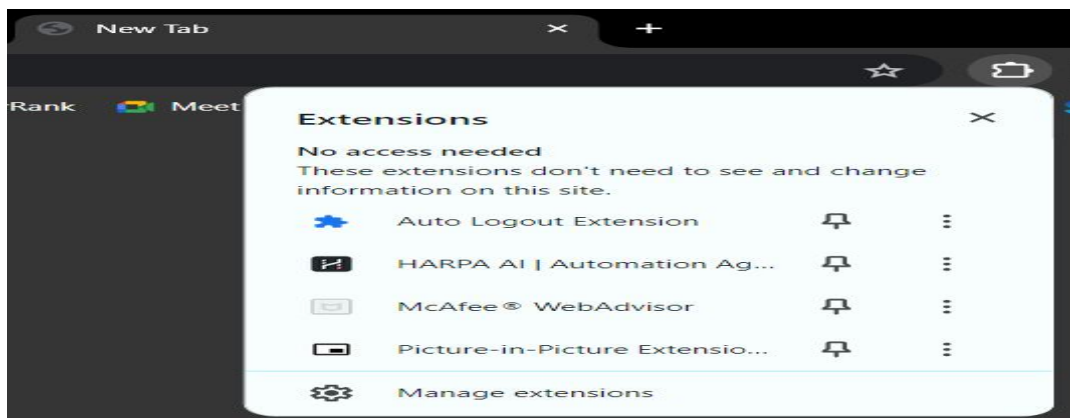 New Tab
Rank Meet
Extensions
No access needed
These extensions don't need to see and change
information on this site.
Auto Logout Extension
HARPA AI | Automation Ag...
McAfee® WebAdvisor
Picture-in-Picture Extensio...
Manage extensions